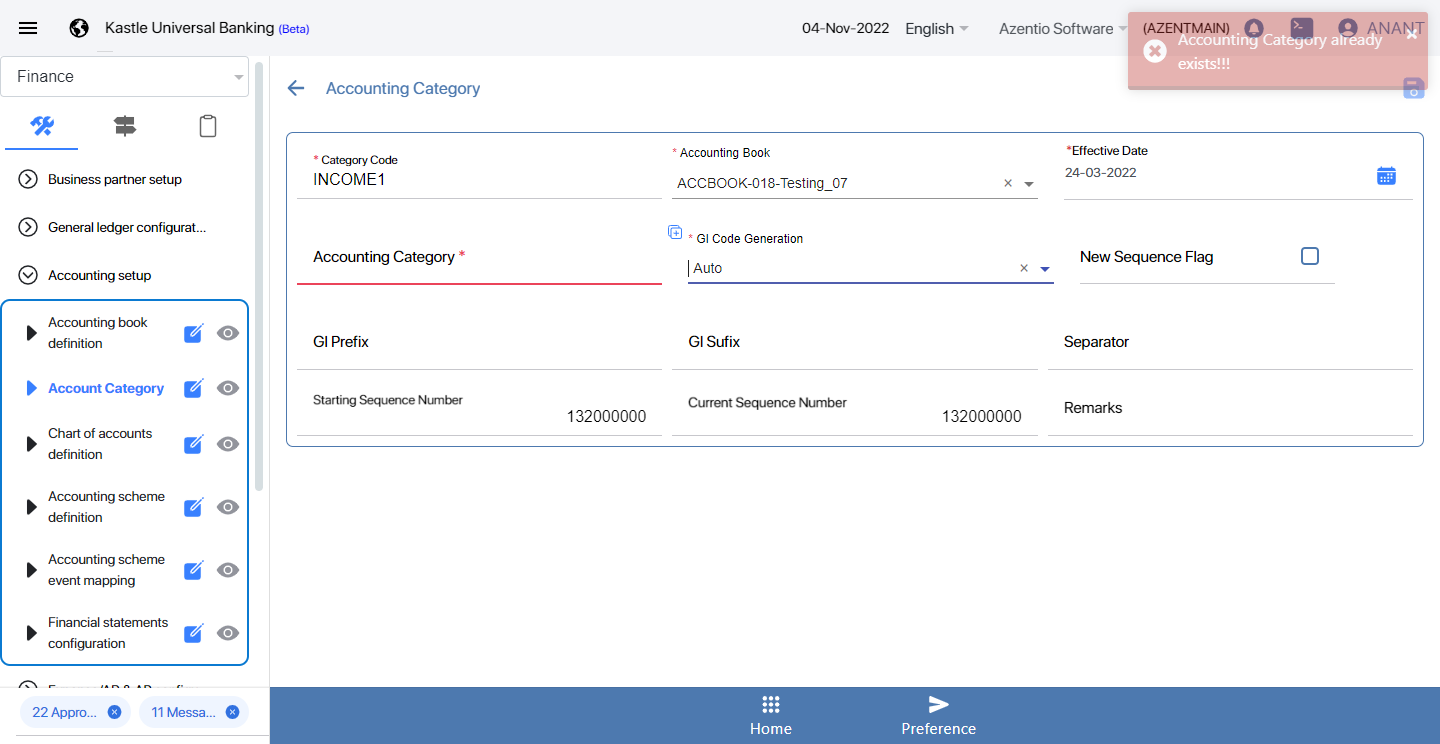 Kastle Universal Banking (Beta)
04-Nov-2022
English
Azentio Software
(AZENTMAIN)
ANANT
Accounting Category already
exists!!!
Finance
Accounting Category
Business partner setup
General ledger configurat...
Accounting setup
Accounting book
definition
Account Category
Chart of accounts
definition
Accounting scheme
definition
Accounting scheme
event mapping
Financial statements
configuration
22 Appro...
11 Messa...
* Category Code
INCOME1
* Accounting Book
ACCBOOK-018-Testing_07
*Effective Date
24-03-2022
Accounting Category *
* GI Code Generation
Auto
New Sequence Flag
GI Prefix
GI Sufix
Separator
Starting Sequence Number
132000000
Current Sequence Number
132000000
Remarks
Home
Preference